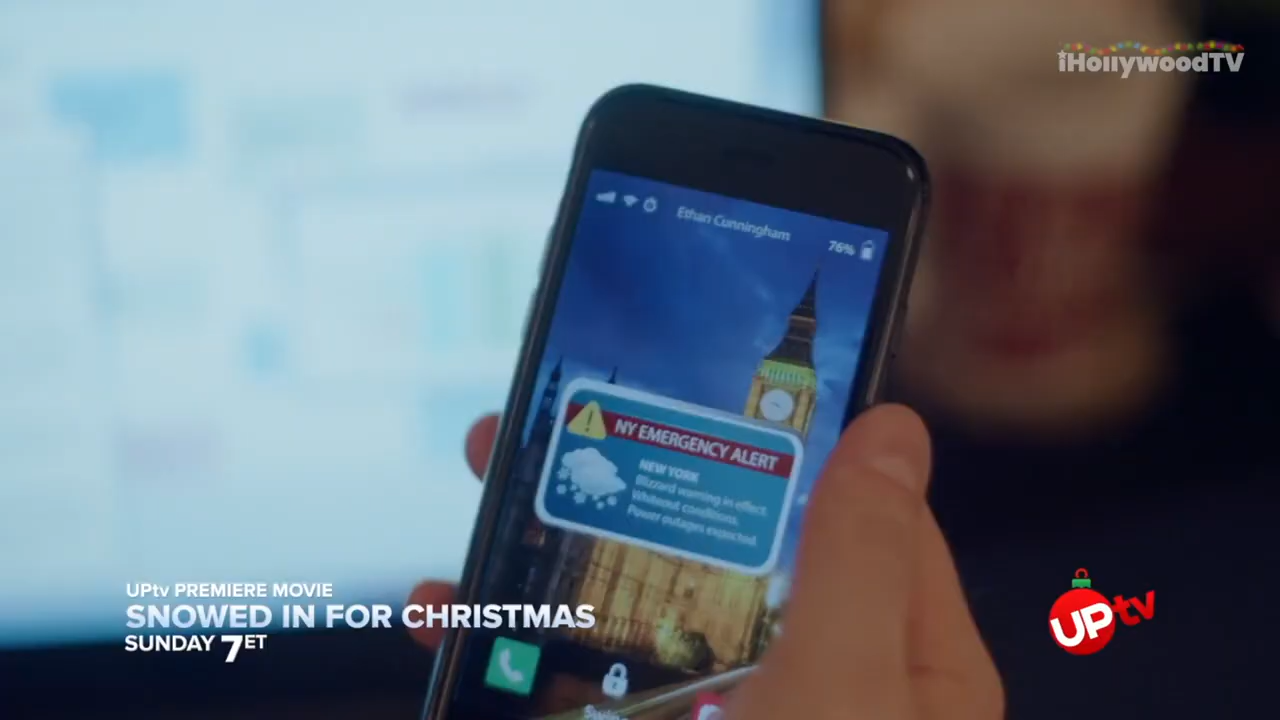 iHollywoodTV
Ethan Cunningham
76%
NY EMERGENCY ALERT
NEW YORK
Blizzard warning in effect.
Whiteout conditions.
Power outages expected.
UPtv PREMIERE MOVIE
SNOWED IN FOR CHRISTMAS
SUNDAY 7ET
UPtv